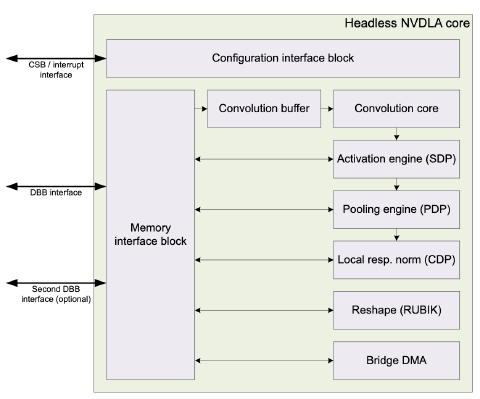 Headless NVDLA core
CSB / interrupt
interface
Configuration interface block
Convolution buffer
Convolution core
Activation engine (SDP)
DBB interface
Pooling engine (PDP)
Memory
interface block
Local resp. norm (CDP)
Second DBB
interface (optional)
Reshape (RUBIK)
Bridge DMA